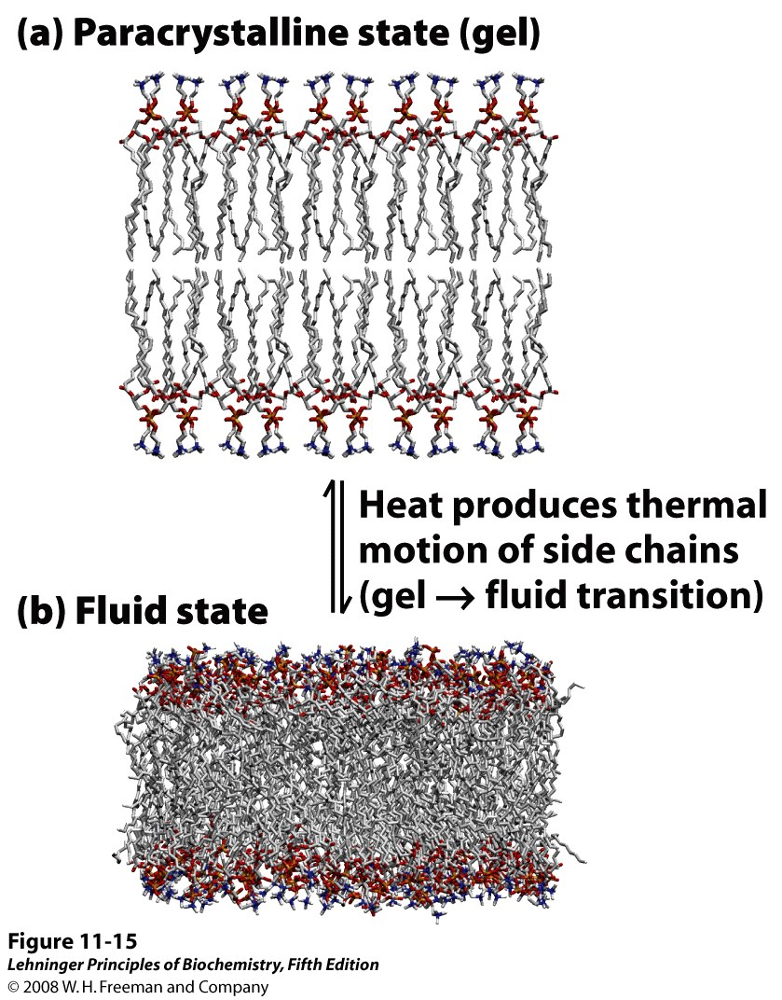 (a) Paracrystalline state (gel)
Heat produces thermal
motion of side chains
(gel → fluid transition)
(b) Fluid state
Figure 11-15
Lehninger Principles of Biochemistry, Fifth Edition
© 2008 W. H. Freeman and Company